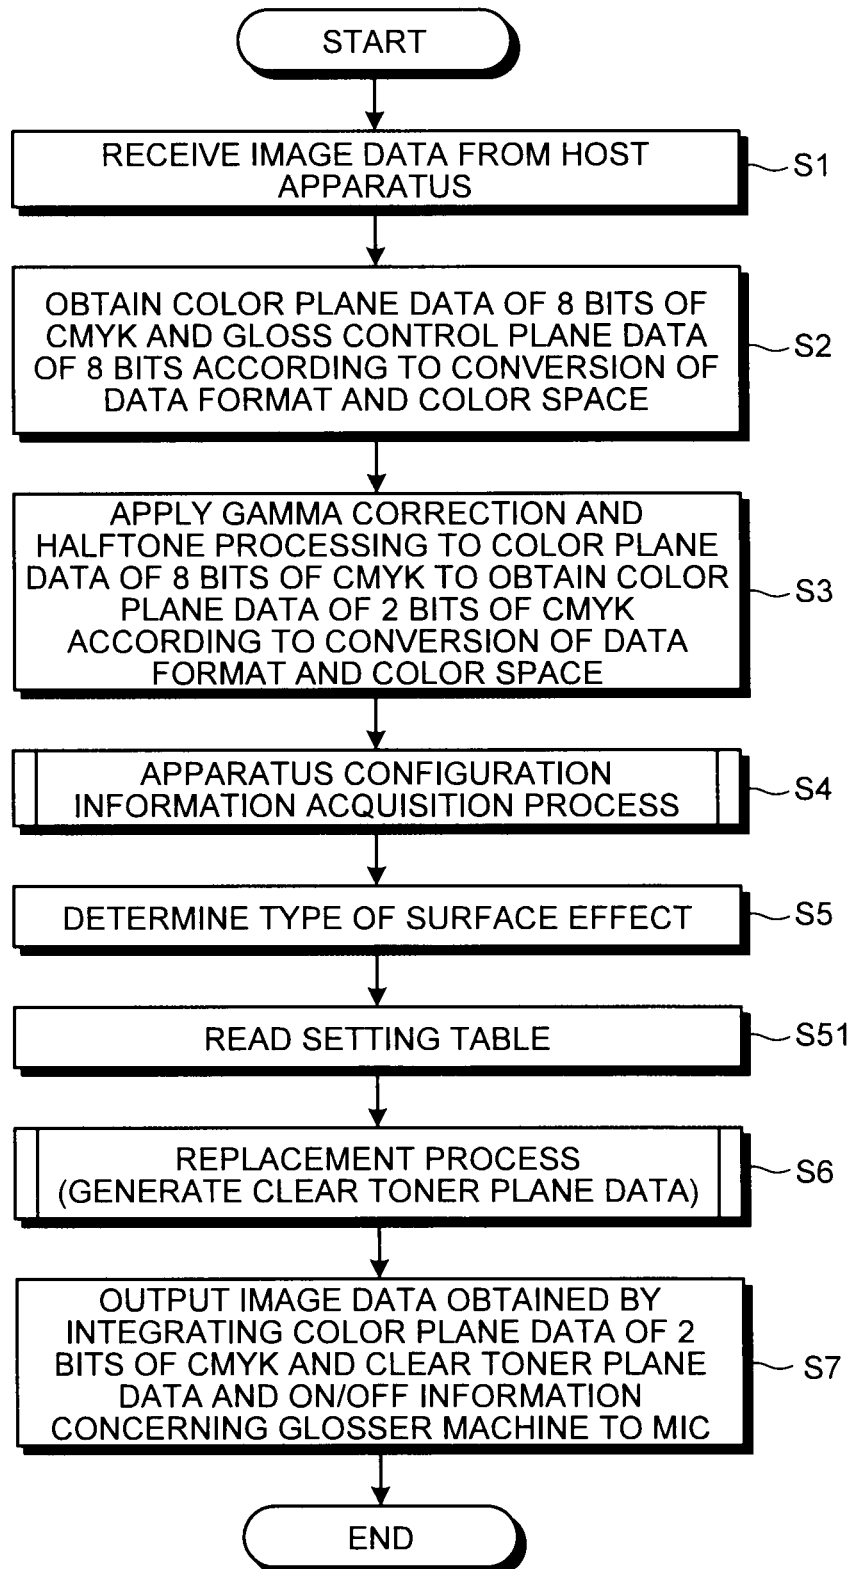 START
RECEIVE IMAGE DATA FROM HOST
APPARATUS
S1
OBTAIN COLOR PLANE DATA OF 8 BITS OF
CMYK AND GLOSS CONTROL PLANE DATA
OF 8 BITS ACCORDING TO CONVERSION OF
DATA FORMAT AND COLOR SPACE
S2
APPLY GAMMA CORRECTION AND
HALFTONE PROCESSING TO COLOR PLANE
DATA OF 8 BITS OF CMYK TO OBTAIN COLOR
PLANE DATA OF 2 BITS OF CMYK
ACCORDING TO CONVERSION OF DATA
FORMAT AND COLOR SPACE
S3
APPARATUS CONFIGURATION
INFORMATION ACQUISITION PROCESS
S4
DETERMINE TYPE OF SURFACE EFFECT
S5
READ SETTING TABLE
S51
REPLACEMENT PROCESS
(GENERATE CLEAR TONER PLANE DATA)
S6
OUTPUT IMAGE DATA OBTAINED BY
INTEGRATING COLOR PLANE DATA OF 2
BITS OF CMYK AND CLEAR TONER PLANE
DATA AND ON/OFF INFORMATION
CONCERNING GLOSSER MACHINE TO MIC
S7
END